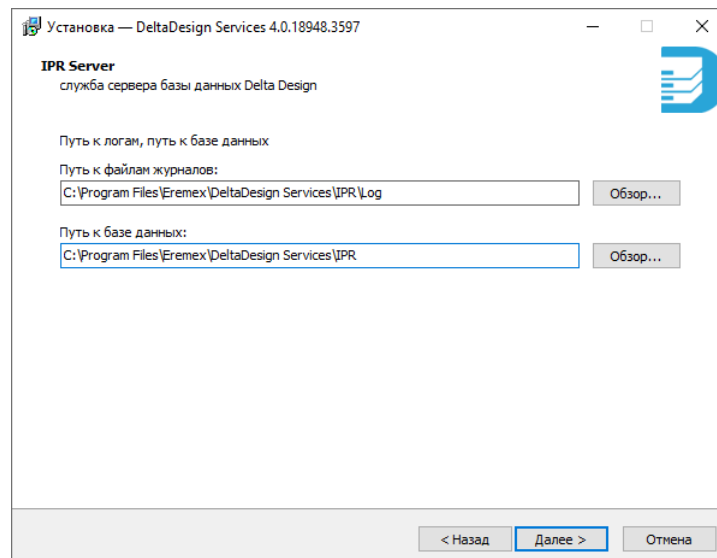 Установка — DeltaDesign Services 4.0.18948.3597
IPR Server
служба сервера базы данных Delta Design
Путь к логам, путь к базе данных
Путь к файлам журналов:
C:\Program Files\Eremex\DeltaDesign Services\IPR\Log
Обзор...
Путь к базе данных:
C:\Program Files\Eremex\DeltaDesign Services\IPR
Обзор...
< Назад Далее > Отмена